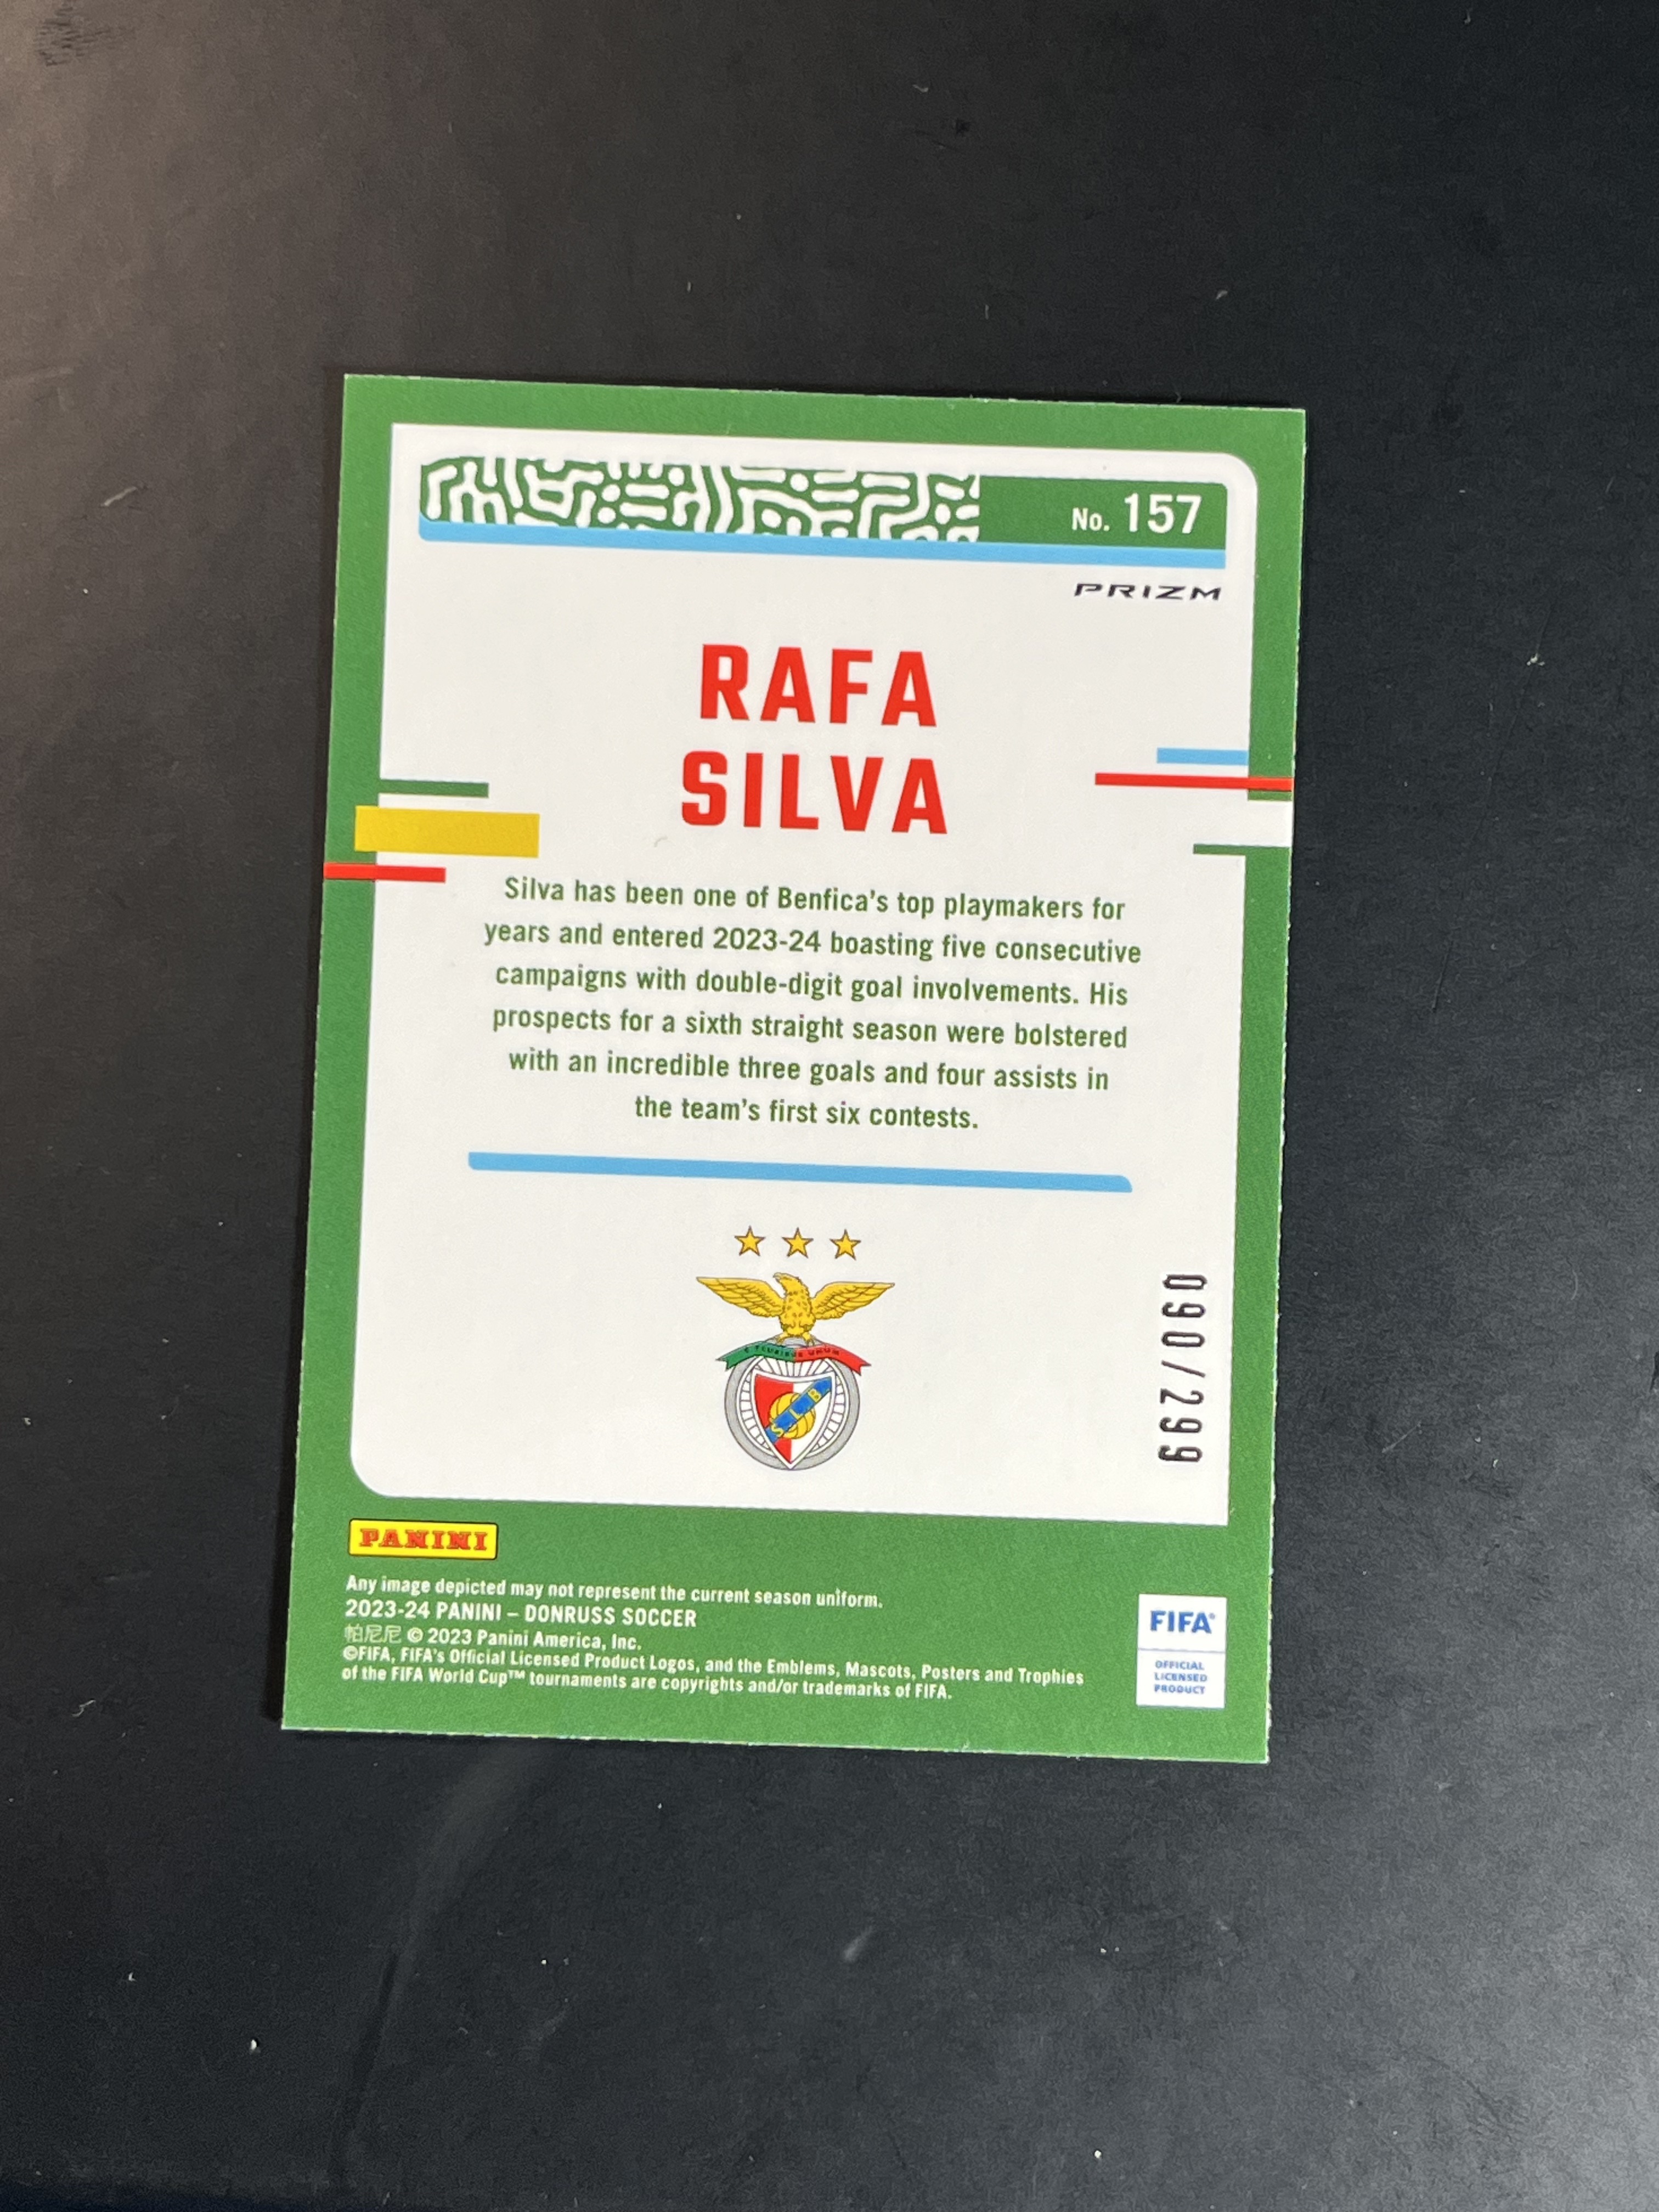 No. 157
PRIZM
RAFA
SILVA
Silva has been one of Benfica's top playmakers for
years and entered 2023-24 boasting five consecutive
campaigns with double-digit goal involvements. His
prospects for a sixth straight season were bolstered
with an incredible three goals and four assists in
the team's first six contests.
E PLURIBUS UNUM
SLB
090/299
PANINI
Any image depicted may not represent the current season uniform.
2023-24 PANINI – DONRUSS SOCCER
帕尼尼 © 2023 Panini America, Inc.
©FIFA, FIFA's Official Licensed Product Logos, and the Emblems, Mascots, Posters and Trophies
of the FIFA World Cup™ tournaments are copyrights and/or trademarks of FIFA.
FIFA®
OFFICIAL
LICENSED
PRODUCT